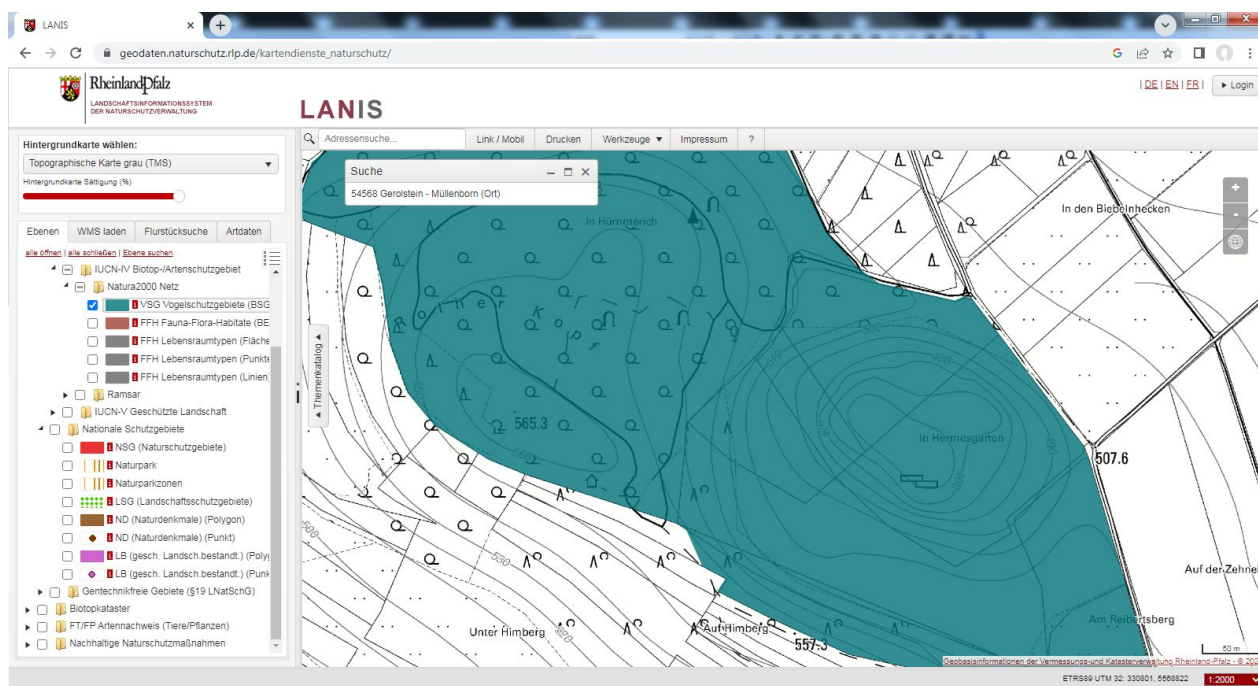 LANIS
geodaten.naturschutz.rlp.de/kartendienste_naturschutz/
RheinlandPfalz
LANDSCHAFTSINFORMATIONSSYSTEM
DER NATURSCHUTZVERWALTUNG
LANIS
| DE | EN | FR |
Login
Hintergrundkarte wählen:
Topographische Karte grau (TMS)
Hintergrundkarte Sättigung (%)
Adressensuche...
Link / Mobil
Drucken
Werkzeuge
Impressum
?
Suche
54568 Gerolstein - Müllenborn (Ort)
Ebenen
WMS laden
Flurstücksuche
Artdaten
alle öffnen | alle schließen | Ebene suchen
IUCN-IV Biotop-/Artenschutzgebiet
Natura2000 Netz
VSG Vogelschutzgebiete (BSG
FFH Fauna-Flora-Habitate (BE
FFH Lebensraumtypen (Fläche
FFH Lebensraumtypen (Punkte
FFH Lebensraumtypen (Linien)
Ramsar
IUCN-V Geschützte Landschaft
Nationale Schutzgebiete
NSG (Naturschutzgebiete)
Naturpark
Naturparkzonen
LSG (Landschaftsschutzgebiete)
ND (Naturdenkmale) (Polygon)
ND (Naturdenkmale) (Punkt)
LB (gesch. Landsch.bestandt.) (Poly
LB (gesch. Landsch.bestandt.) (Punk
Gentechnikfreie Gebiete (§19 LNatSchG)
Biotopkataster
FT/FP Artennachweis (Tiere/Pflanzen)
Nachhaltige Naturschutzmaßnahmen
Themenkatalog
In Hümmerich
In den Biebelnhecken
Rother Kopf
565.3
In Hermesgarten
507.6
Auf der Zehne
Am Reibertsberg
Unter Himberg
Auf Himberg
557.3
500
530
50 m
Geobasisinformationen der Vermessungs-und Katasterverwaltung Rheinland-Pfalz - © 202
ETRS89 UTM 32: 330801, 5568822
1:2000